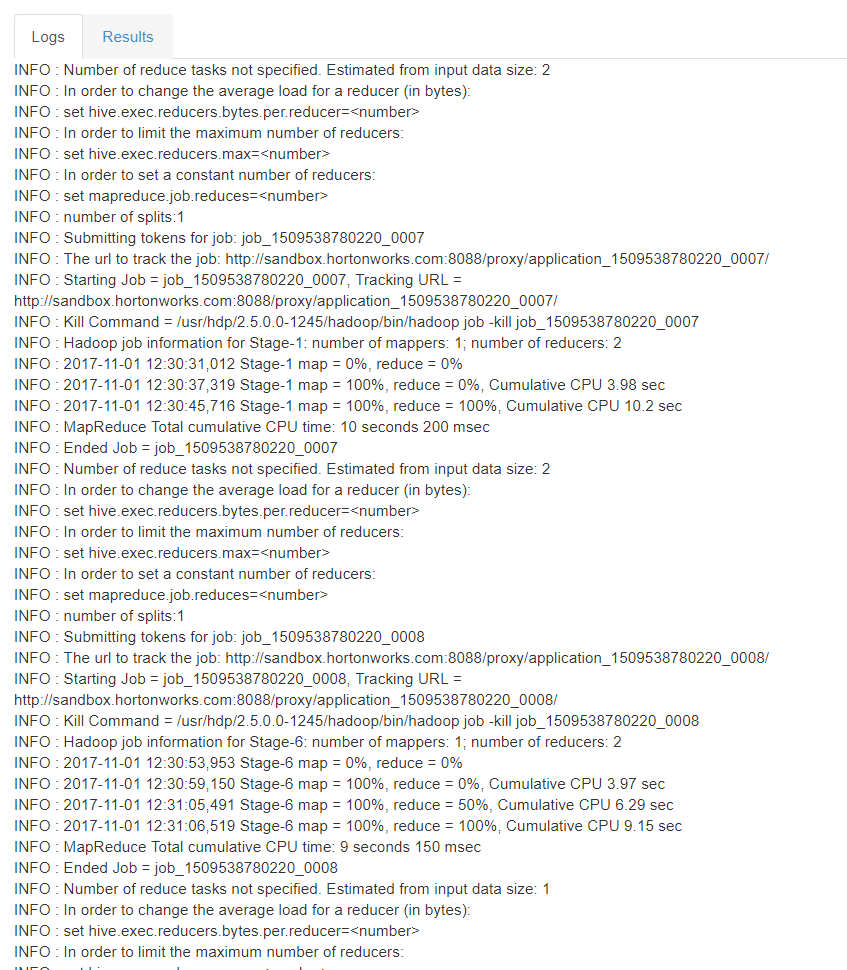 Logs
Results
INFO : Number of reduce tasks not specified. Estimated from input data size: 2
INFO : In order to change the average load for a reducer (in bytes):
INFO : set hive.exec.reducers.bytes.per.reducer=<number>
INFO : In order to limit the maximum number of reducers:
INFO : set hive.exec.reducers.max=<number>
INFO : In order to set a constant number of reducers:
INFO : set mapreduce.job.reduces=<number>
INFO : number of splits:1
INFO : Submitting tokens for job: job_1509538780220_0007
INFO : The url to track the job: http://sandbox.hortonworks.com:8088/proxy/application_1509538780220_0007/
INFO : Starting Job = job_1509538780220_0007, Tracking URL =
http://sandbox.hortonworks.com:8088/proxy/application_1509538780220_0007/
INFO : Kill Command = /usr/hdp/2.5.0.0-1245/hadoop/bin/hadoop job -kill job_1509538780220_0007
INFO : Hadoop job information for Stage-1: number of mappers: 1; number of reducers: 2
INFO : 2017-11-01 12:30:31,012 Stage-1 map = 0%, reduce = 0%
INFO : 2017-11-01 12:30:37,319 Stage-1 map = 100%, reduce = 0%, Cumulative CPU 3.98 sec
INFO : 2017-11-01 12:30:45,716 Stage-1 map = 100%, reduce = 100%, Cumulative CPU 10.2 sec
INFO : MapReduce Total cumulative CPU time: 10 seconds 200 msec
INFO : Ended Job = job_1509538780220_0007
INFO : Number of reduce tasks not specified. Estimated from input data size: 2
INFO : In order to change the average load for a reducer (in bytes):
INFO : set hive.exec.reducers.bytes.per.reducer=<number>
INFO : In order to limit the maximum number of reducers:
INFO : set hive.exec.reducers.max=<number>
INFO : In order to set a constant number of reducers:
INFO : set mapreduce.job.reduces=<number>
INFO : number of splits:1
INFO : Submitting tokens for job: job_1509538780220_0008
INFO : The url to track the job: http://sandbox.hortonworks.com:8088/proxy/application_1509538780220_0008/
INFO : Starting Job = job_1509538780220_0008, Tracking URL =
http://sandbox.hortonworks.com:8088/proxy/application_1509538780220_0008/
INFO : Kill Command = /usr/hdp/2.5.0.0-1245/hadoop/bin/hadoop job -kill job_1509538780220_0008
INFO : Hadoop job information for Stage-6: number of mappers: 1; number of reducers: 2
INFO : 2017-11-01 12:30:53,953 Stage-6 map = 0%, reduce = 0%
INFO : 2017-11-01 12:30:59,150 Stage-6 map = 100%, reduce = 0%, Cumulative CPU 3.97 sec
INFO : 2017-11-01 12:31:05,491 Stage-6 map = 100%, reduce = 50%, Cumulative CPU 6.29 sec
INFO : 2017-11-01 12:31:06,519 Stage-6 map = 100%, reduce = 100%, Cumulative CPU 9.15 sec
INFO : MapReduce Total cumulative CPU time: 9 seconds 150 msec
INFO : Ended Job = job_1509538780220_0008
INFO : Number of reduce tasks not specified. Estimated from input data size: 1
INFO : In order to change the average load for a reducer (in bytes):
INFO : set hive.exec.reducers.bytes.per.reducer=<number>
INFO : In order to limit the maximum number of reducers: